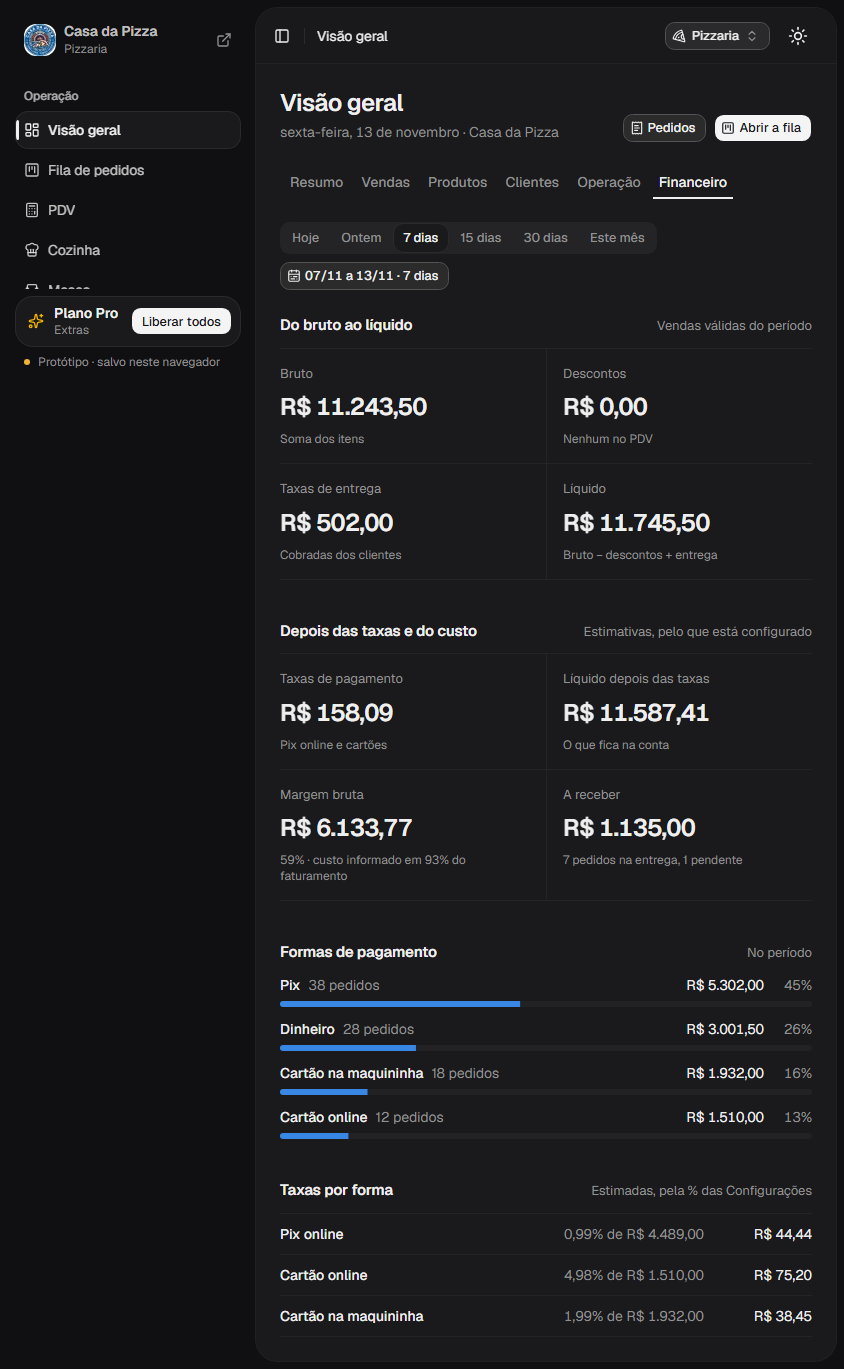 Casa da Pizza
Pizzaria
Operação
Visão geral
Fila de pedidos
PDV
Cozinha
Plano Pro
Extras
Liberar todos
Protótipo · salvo neste navegador
Visão geral
Pizzaria
Visão geral
sexta-feira, 13 de novembro · Casa da Pizza
Pedidos
Abrir a fila
Resumo Vendas Produtos Clientes Operação Financeiro
Hoje Ontem 7 dias 15 dias 30 dias Este mês
07/11 a 13/11 · 7 dias
Do bruto ao líquido Vendas válidas do período
Bruto
R$ 11.243,50
Soma dos itens
Descontos
R$ 0,00
Nenhum no PDV
Taxas de entrega
R$ 502,00
Cobradas dos clientes
Líquido
R$ 11.745,50
Bruto − descontos + entrega
Depois das taxas e do custo Estimativas, pelo que está configurado
Taxas de pagamento
R$ 158,09
Pix online e cartões
Líquido depois das taxas
R$ 11.587,41
O que fica na conta
Margem bruta
R$ 6.133,77
59% · custo informado em 93% do
faturamento
A receber
R$ 1.135,00
7 pedidos na entrega, 1 pendente
Formas de pagamento No período
Pix 38 pedidos R$ 5.302,00 45%
Dinheiro 28 pedidos R$ 3.001,50 26%
Cartão na maquininha 18 pedidos R$ 1.932,00 16%
Cartão online 12 pedidos R$ 1.510,00 13%
Taxas por forma Estimadas, pela % das Configurações
Pix online 0,99% de R$ 4.489,00 R$ 44,44
Cartão online 4,98% de R$ 1.510,00 R$ 75,20
Cartão na maquininha 1,99% de R$ 1.932,00 R$ 38,45